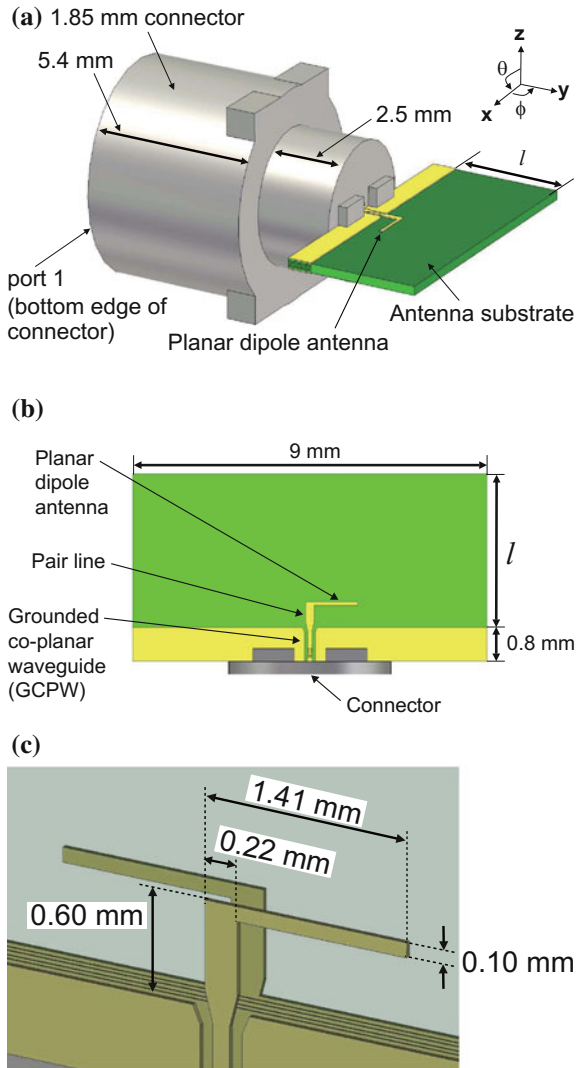 (a)
1.85 mm connector
5.4 mm
2.5 mm
z
θ
y
x
ϕ
l
port 1
(bottom edge of
connector)
Antenna substrate
Planar dipole antenna
(b)
9 mm
Planar
dipole
antenna
Pair line
l
Grounded
co-planar
waveguide
(GCPW)
0.8 mm
Connector
(c)
1.41 mm
0.22 mm
0.60 mm
0.10 mm